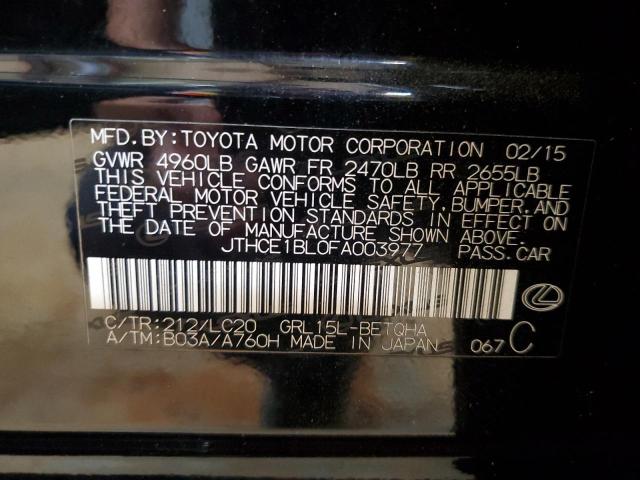 MFD. BY: TOYOTA MOTOR CORPORATION 02/15
GVWR 4960LB GAWR FR 2470LB RR 2655LB
THIS VEHICLE CONFORMS TO ALL APPLICABLE
FEDERAL MOTOR VEHICLE SAFETY, BUMPER, AND
THEFT PREVENTION STANDARDS IN EFFECT ON
THE DATE OF MANUFACTURE SHOWN ABOVE.
JTHCE1BL0FA003977 PASS. CAR
C/TR: 212/LC20 GRL15L-BETQHA
A/TM: B03A/A760H MADE IN JAPAN 067 C